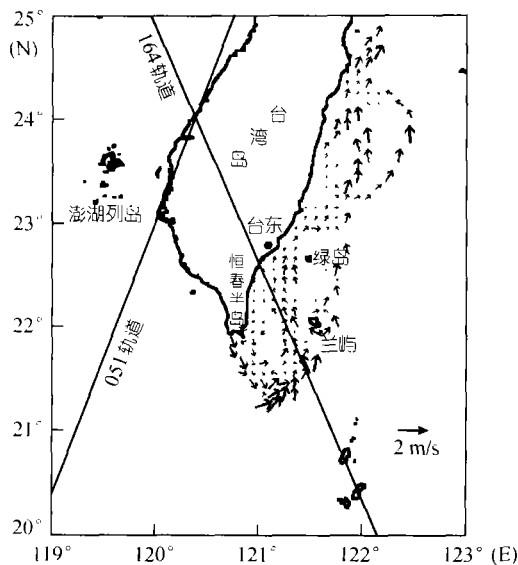 25°
(N)
24°
23°
22°
21°
20°
119°
120°
121°
122°
123°
(E)
164轨道
台
湾
岛
澎湖列岛
台东
绿岛
恒
春
半
岛
兰屿
051轨道
2 m/s